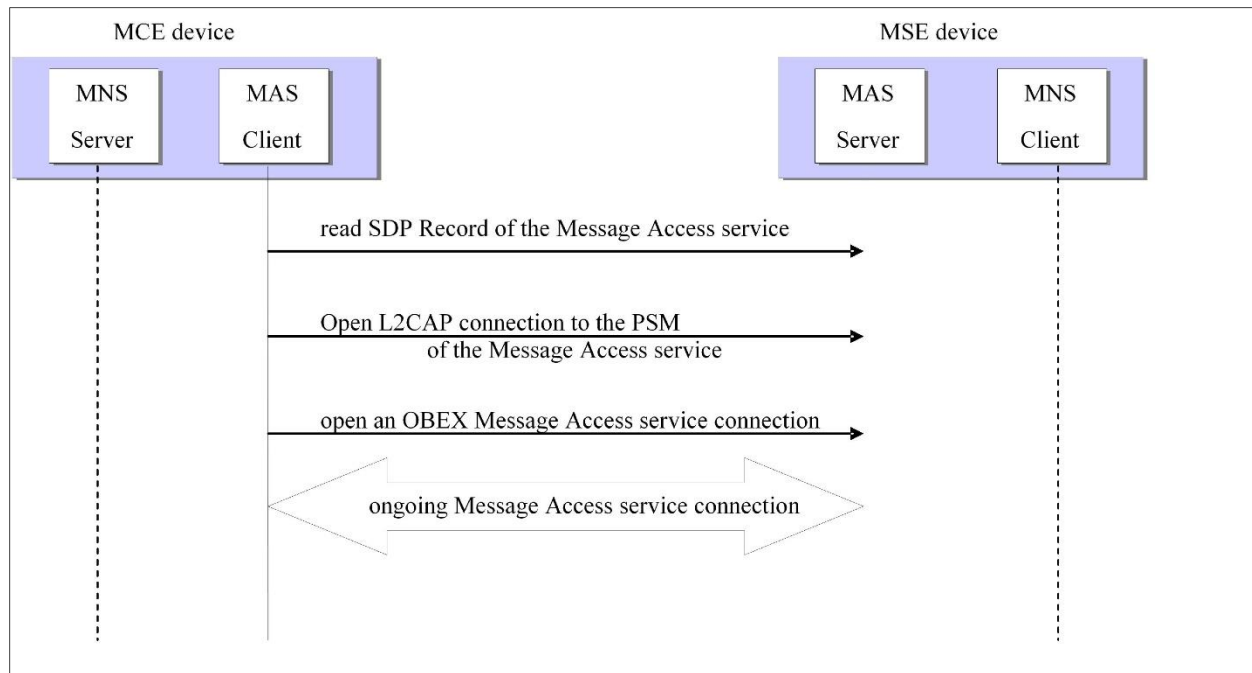 MCE device
MSE device
MNS
Server
MAS
Client
MAS
Server
MNS
Client
read SDP Record of the Message Access service
Open L2CAP connection to the PSM
of the Message Access service
open an OBEX Message Access service connection
ongoing Message Access service connection